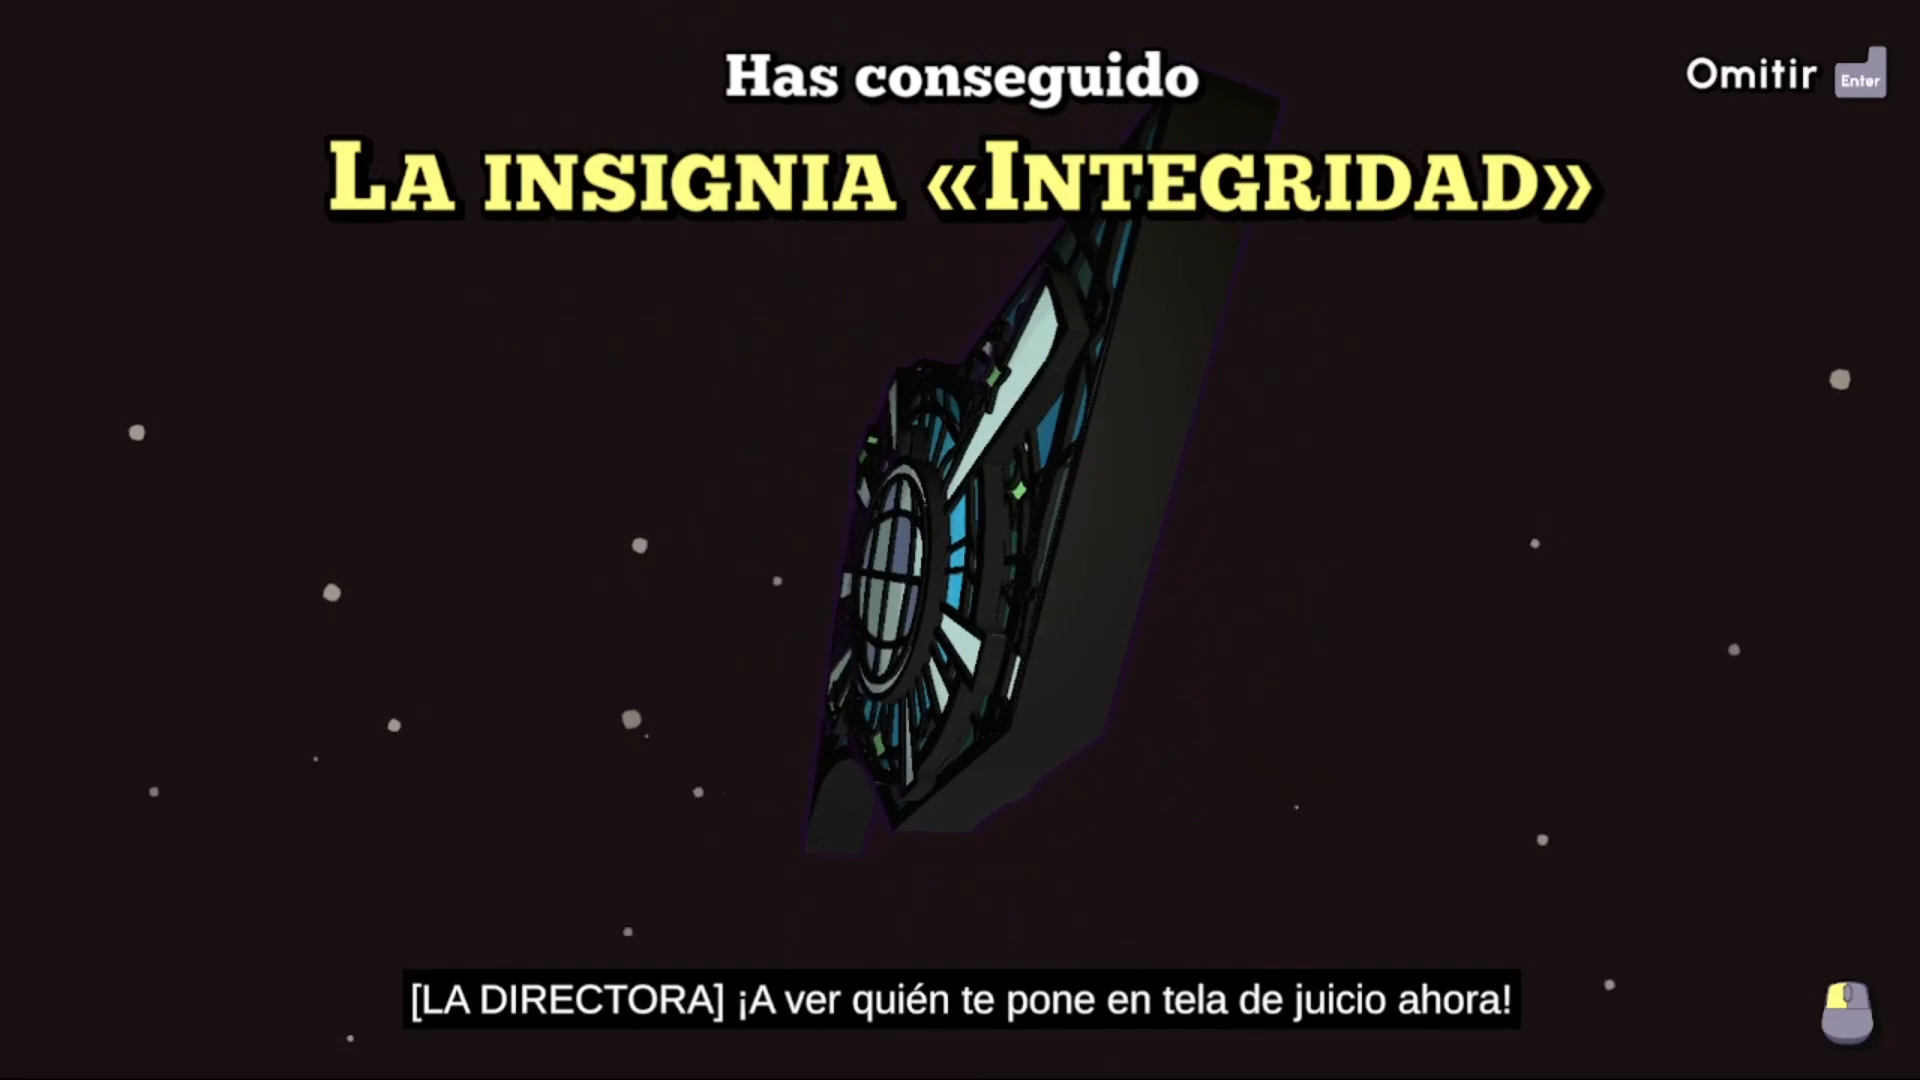 Has conseguido
Omitir Enter
LA INSIGNIA «INTEGRIDAD»
[LA DIRECTORA] ¡A ver quién te pone en tela de juicio ahora!